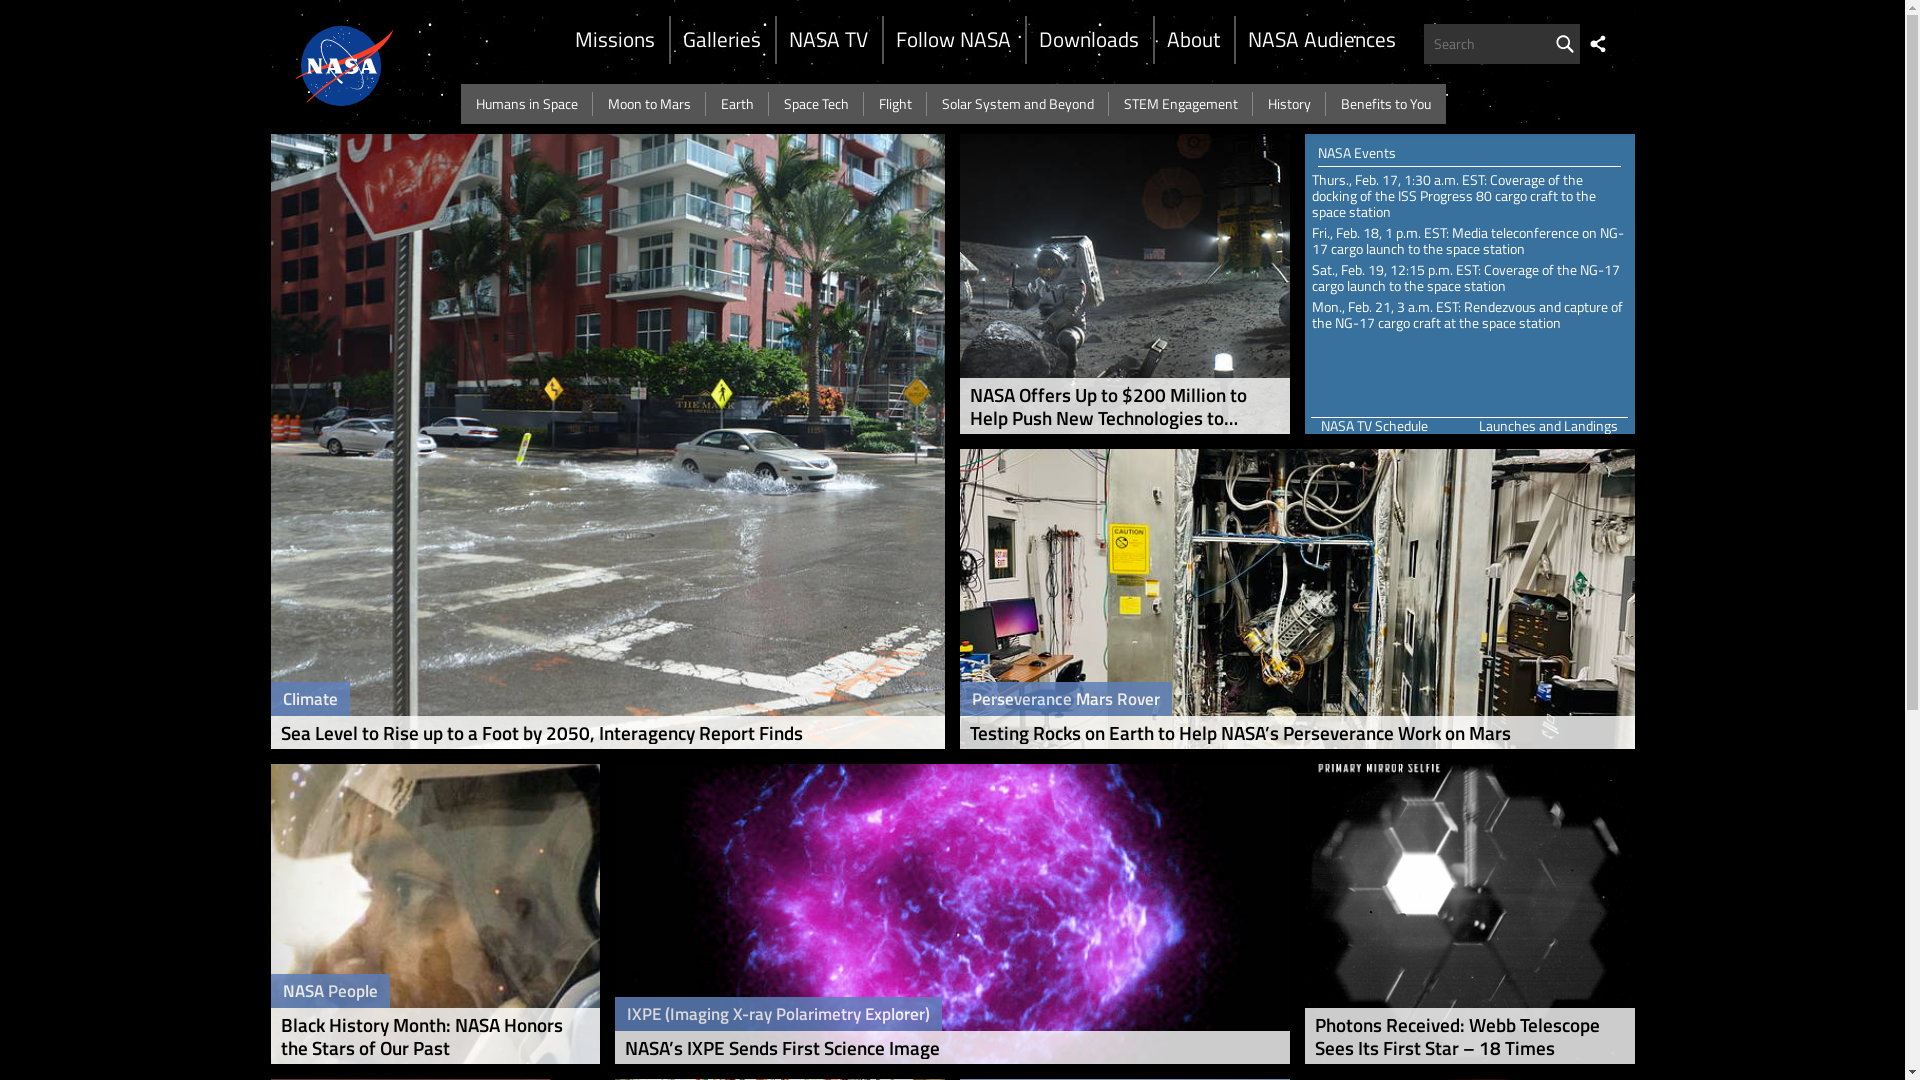 NASA
Missions
Galleries
NASA TV
Follow NASA
Downloads
About
NASA Audiences
Search
Humans in Space
Moon to Mars
Earth
Space Tech
Flight
Solar System and Beyond
STEM Engagement
History
Benefits to You
STOP
THE MARK
Climate
Sea Level to Rise up to a Foot by 2050, Interagency Report Finds
NASA Offers Up to $200 Million to
Help Push New Technologies to...
NASA Events
Thurs., Feb. 17, 1:30 a.m. EST: Coverage of the
docking of the ISS Progress 80 cargo craft to the
space station
Fri., Feb. 18, 1 p.m. EST: Media teleconference on NG-
17 cargo launch to the space station
Sat., Feb. 19, 12:15 p.m. EST: Coverage of the NG-17
cargo launch to the space station
Mon., Feb. 21, 3 a.m. EST: Rendezvous and capture of
the NG-17 cargo craft at the space station
NASA TV Schedule
Launches and Landings
CAUTION
Perseverance Mars Rover
Testing Rocks on Earth to Help NASA’s Perseverance Work on Mars
NASA People
Black History Month: NASA Honors
the Stars of Our Past
IXPE (Imaging X-ray Polarimetry Explorer)
NASA’s IXPE Sends First Science Image
PRIMARY MIRROR SELFIE
Photons Received: Webb Telescope
Sees Its First Star – 18 Times